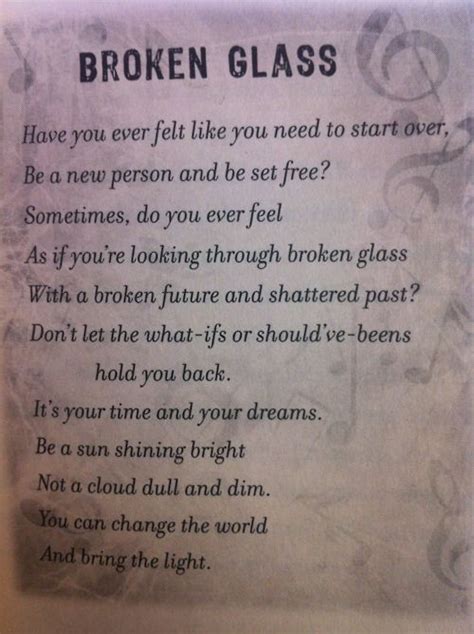 BROKEN GLASS
Have you ever felt like you need to start over,
Be a new person and be set free?
Sometimes, do you ever feel
As if you're looking through broken glass
With a broken future and shattered past?
Don't let the what-ifs or should've-beens
hold you back.
It's your time and your dreams.
Be a sun shining bright
Not a cloud dull and dim.
You can change the world
And bring the light.